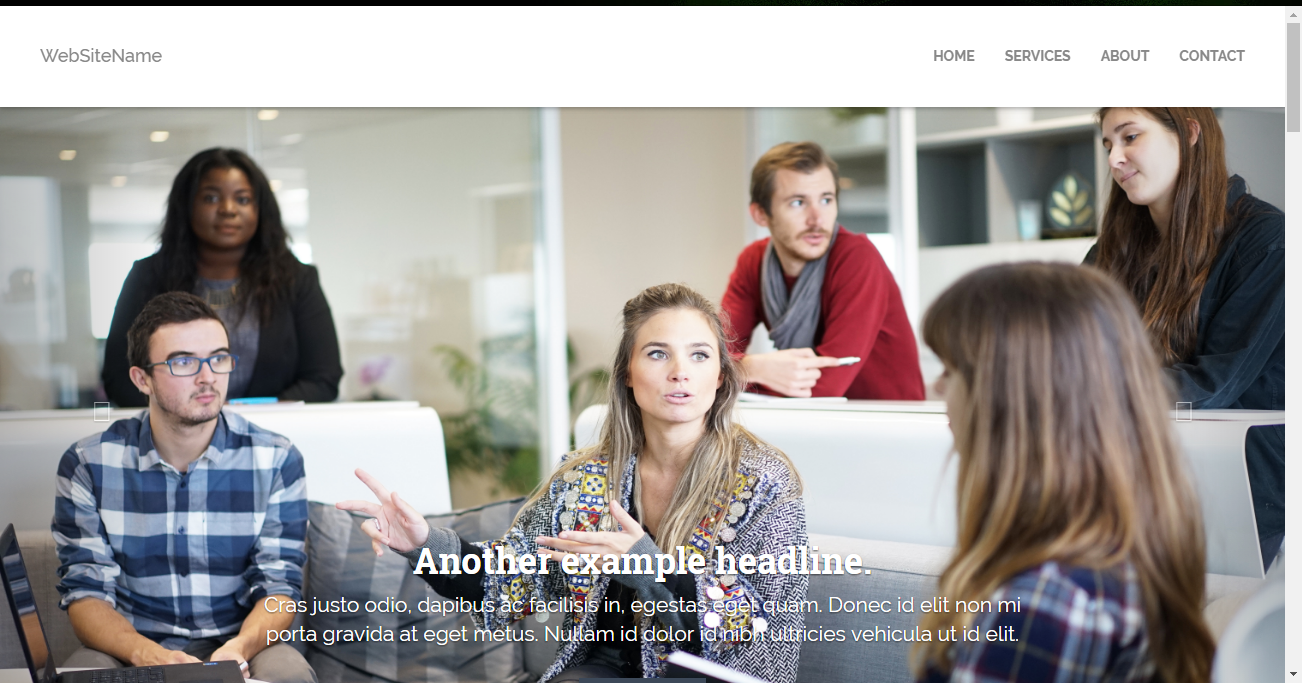 WebSiteName
HOME SERVICES ABOUT CONTACT
Another example headline.
Cras justo odio, dapibus ac facilisis in, egestas eget quam. Donec id elit non mi
porta gravida at eget metus. Nullam id dolor id nibh ultricies vehicula ut id elit.